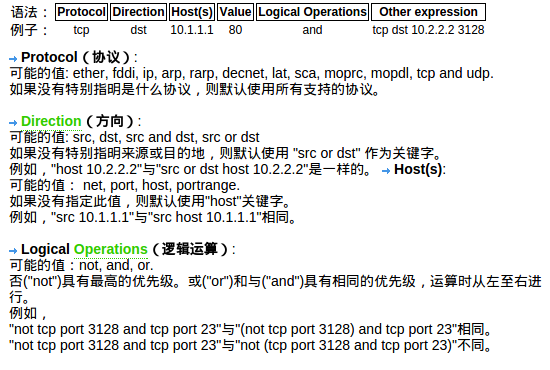 语法： Protocol Direction Host(s) Value Logical Operations Other expression
例子： tcp dst 10.1.1.1 80 and tcp dst 10.2.2.2 3128
Protocol（协议）:
可能的值: ether, fddi, ip, arp, rarp, decnet, lat, sca, moprc, mopdl, tcp and udp.
如果没有特别指明是什么协议，则默认使用所有支持的协议。
Direction（方向）:
可能的值: src, dst, src and dst, src or dst
如果没有特别指明来源或目的地，则默认使用 "src or dst" 作为关键字。
例如，"host 10.2.2.2"与"src or dst host 10.2.2.2"是一样的。 Host(s):
可能的值： net, port, host, portrange.
如果没有指定此值，则默认使用"host"关键字。
例如，"src 10.1.1.1"与"src host 10.1.1.1"相同。
Logical Operations（逻辑运算）:
可能的值：not, and, or.
否("not")具有最高的优先级。或("or")和与("and")具有相同的优先级，运算时从左至右进
行。
例如，
"not tcp port 3128 and tcp port 23"与"(not tcp port 3128) and tcp port 23"相同。
"not tcp port 3128 and tcp port 23"与"not (tcp port 3128 and tcp port 23)"不同。